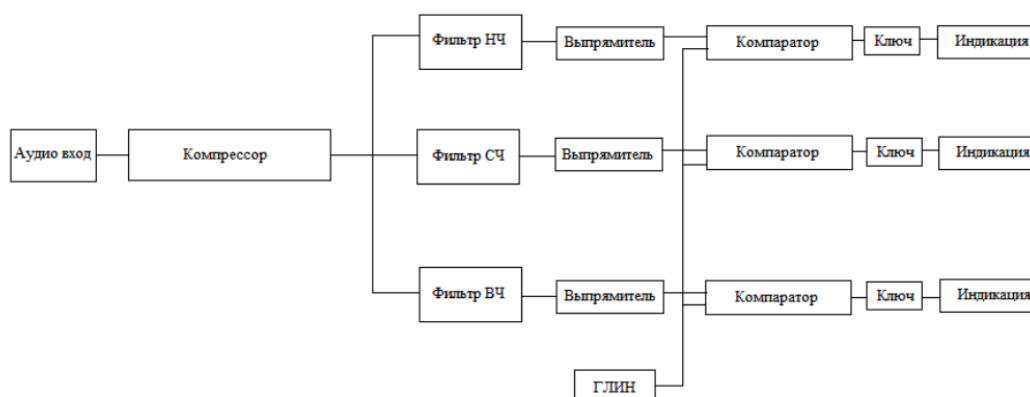 Фильтр НЧ
Выпрямитель
Компаратор
Ключ
Индикация
Аудио вход
Компрессор
Фильтр СЧ
Выпрямитель
Компаратор
Ключ
Индикация
Фильтр ВЧ
Выпрямитель
Компаратор
Ключ
Индикация
ГЛИН